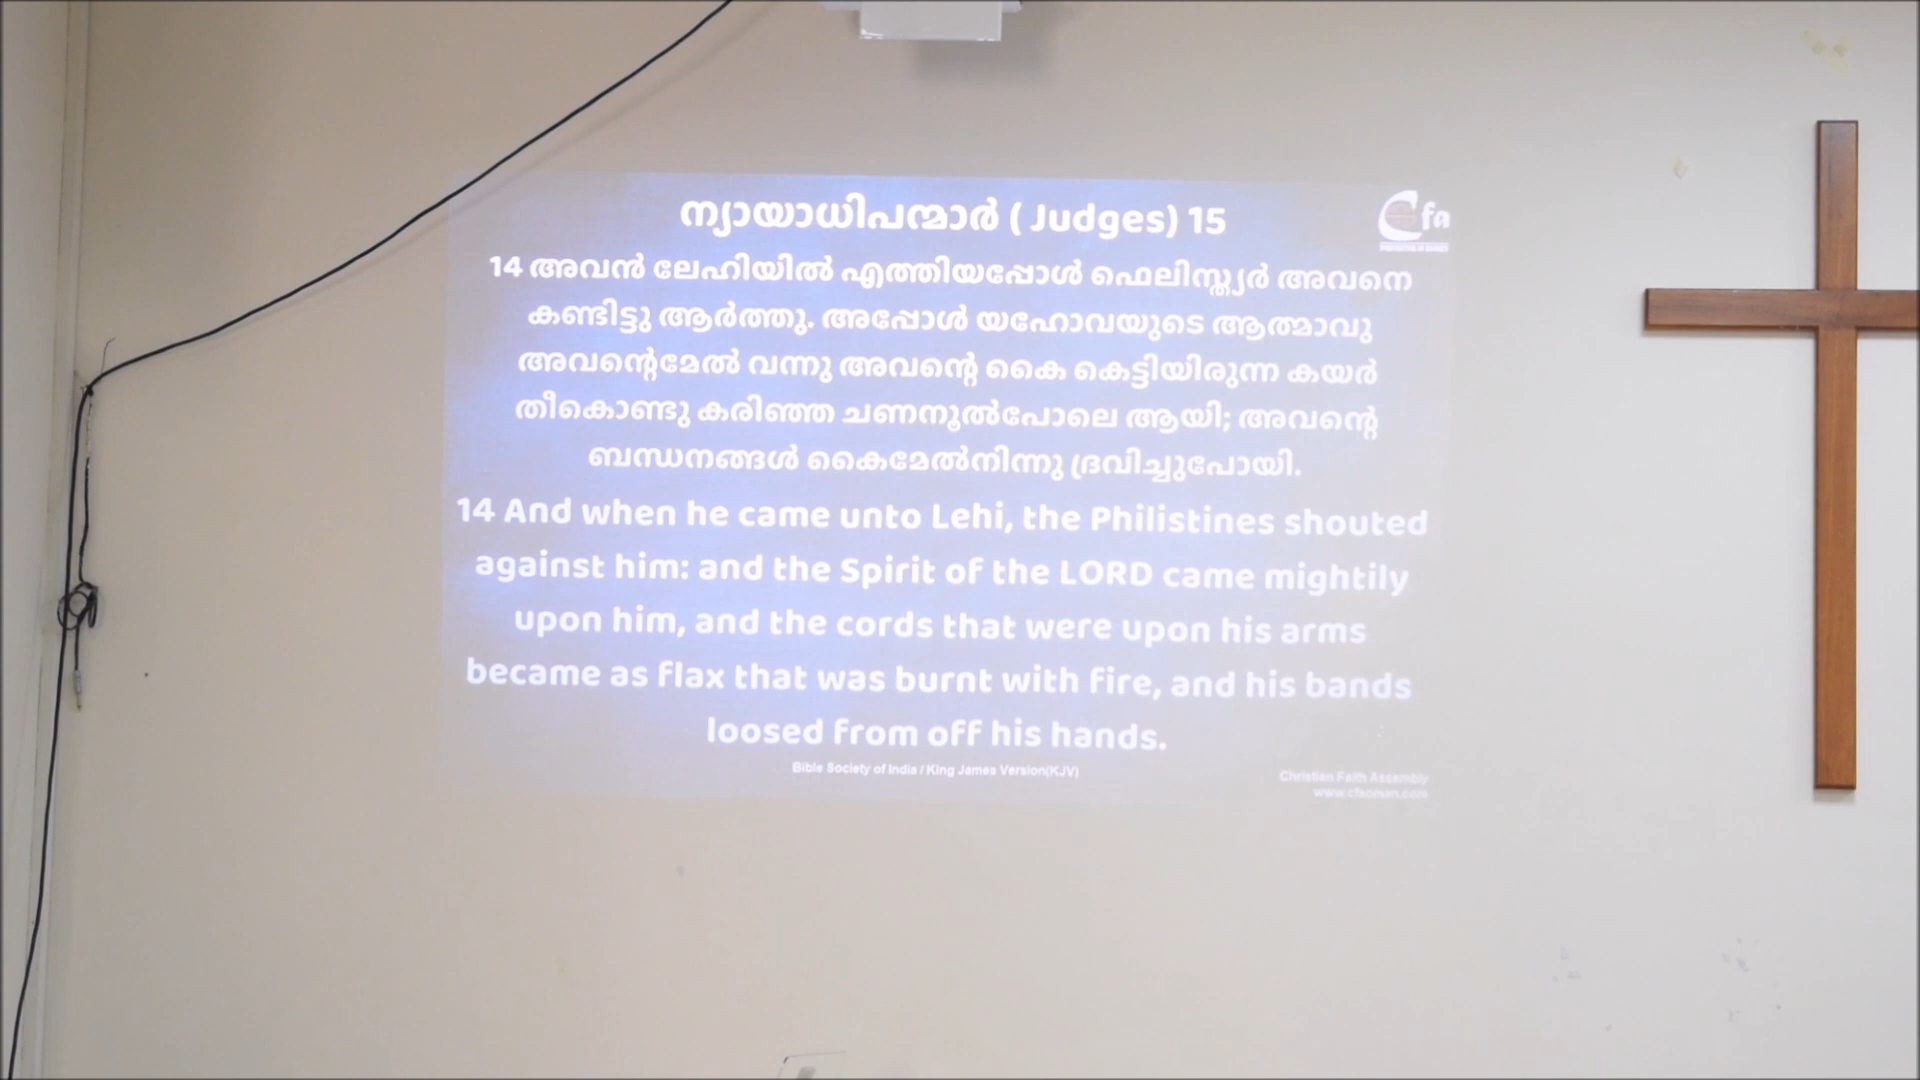 ന്യായാധിപന്മാർ ( Judges) 15
cfa
14 അവൻ ലേഹിയിൽ എത്തിയപ്പോൾ ഫെലിസ്ത്യർ അവനെ
കണ്ടിട്ടു ആർത്തു. അപ്പോൾ യഹോവയുടെ ആത്മാവു
അവന്റെമേൽ വന്നു അവന്റെ കൈ കെട്ടിയിരുന്ന കയർ
തീകൊണ്ടു കരിഞ്ഞ ചണനൂൽപോലെ ആയി; അവന്റെ
ബന്ധനങ്ങൾ കൈമേൽനിന്നു ദ്രവിച്ചുപോയി.
14 And when he came unto Lehi, the Philistines shouted
against him: and the Spirit of the LORD came mightily
upon him, and the cords that were upon his arms
became as flax that was burnt with fire, and his bands
loosed from off his hands.
Bible Society of India / King James Version(KJV)
Christian Faith Assembly
www.cfaoman.com